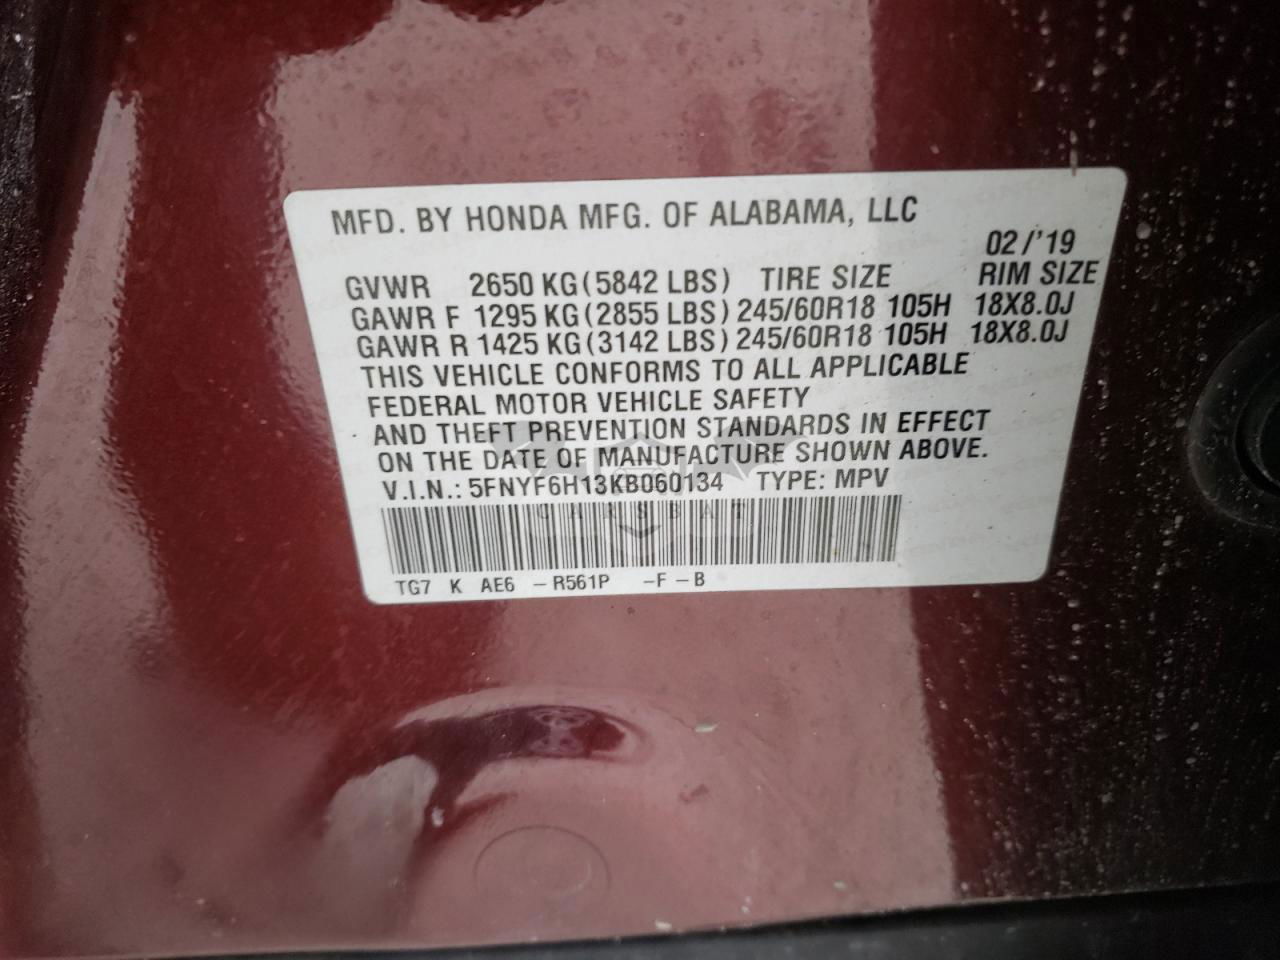 MFD. BY HONDA MFG. OF ALABAMA, LLC
02/'19
GVWR 2650 KG (5842 LBS) TIRE SIZE RIM SIZE
GAWR F 1295 KG (2855 LBS) 245/60R18 105H 18X8.0J
GAWR R 1425 KG (3142 LBS) 245/60R18 105H 18X8.0J
THIS VEHICLE CONFORMS TO ALL APPLICABLE
FEDERAL MOTOR VEHICLE SAFETY
AND THEFT PREVENTION STANDARDS IN EFFECT
ON THE DATE OF MANUFACTURE SHOWN ABOVE.
V.I.N.: 5FNYF6H13KB060134 TYPE: MPV
CARSBAT
TG7 K AE6 -R561P -F-B